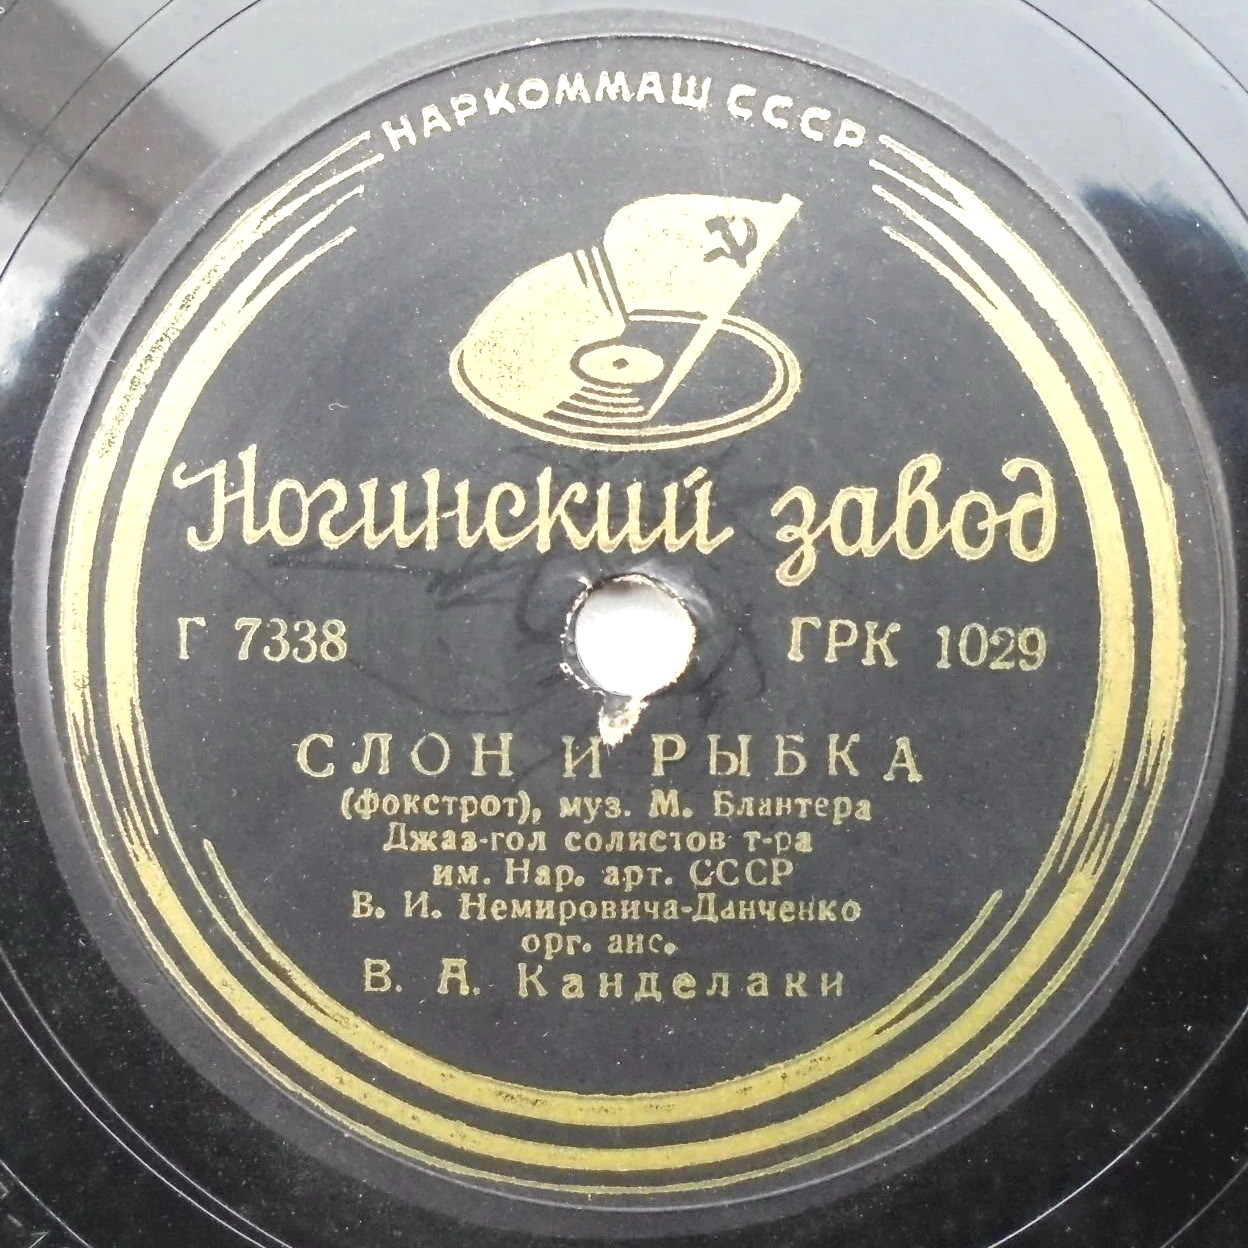 НАРКОММАШ СССР
Ногинский завод
Г 7338 ГРК 1029
СЛОН И РЫБКА
(фокстрот), муз. М. Блантера
Джаз-гол солистов т-ра
им. Нар. арт. СССР
В. И. Немировича-Данченко
орг. анс.
В. А. Канделаки